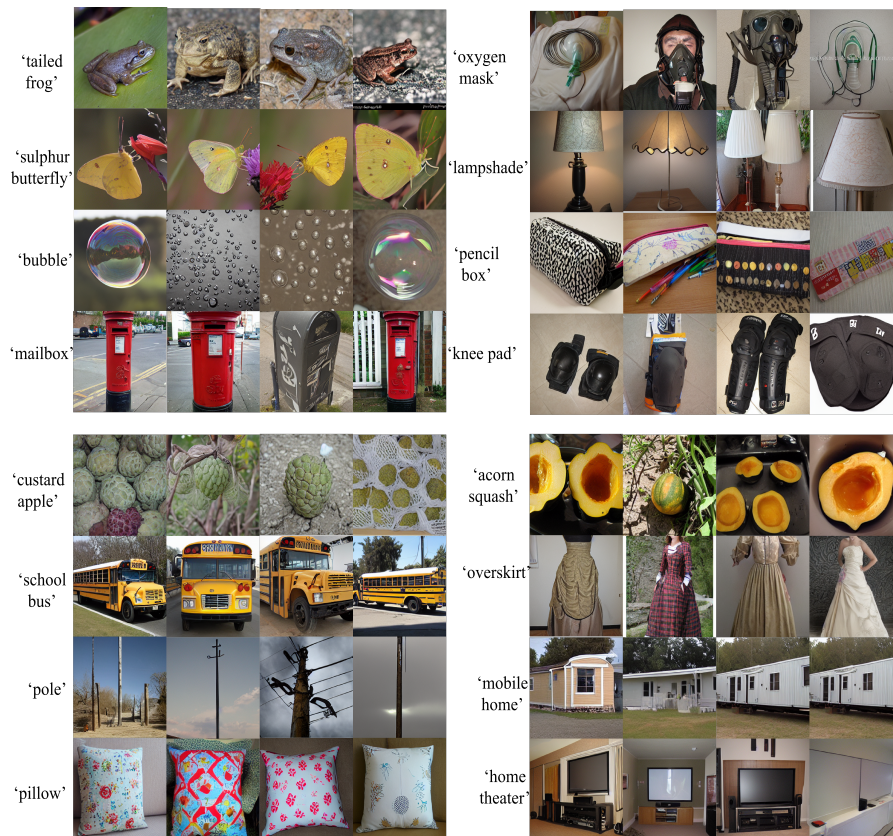 ‘tailed
frog’
‘sulphur
butterfly’
‘bubble’
‘mailbox’
‘oxygen
mask’
‘lampshade’
‘pencil
box’
‘knee pad’
‘custard
apple’
‘school
bus’
‘pole’
‘pillow’
‘acorn
squash’
‘overskirt’
‘mobile
home’
‘home
theater’